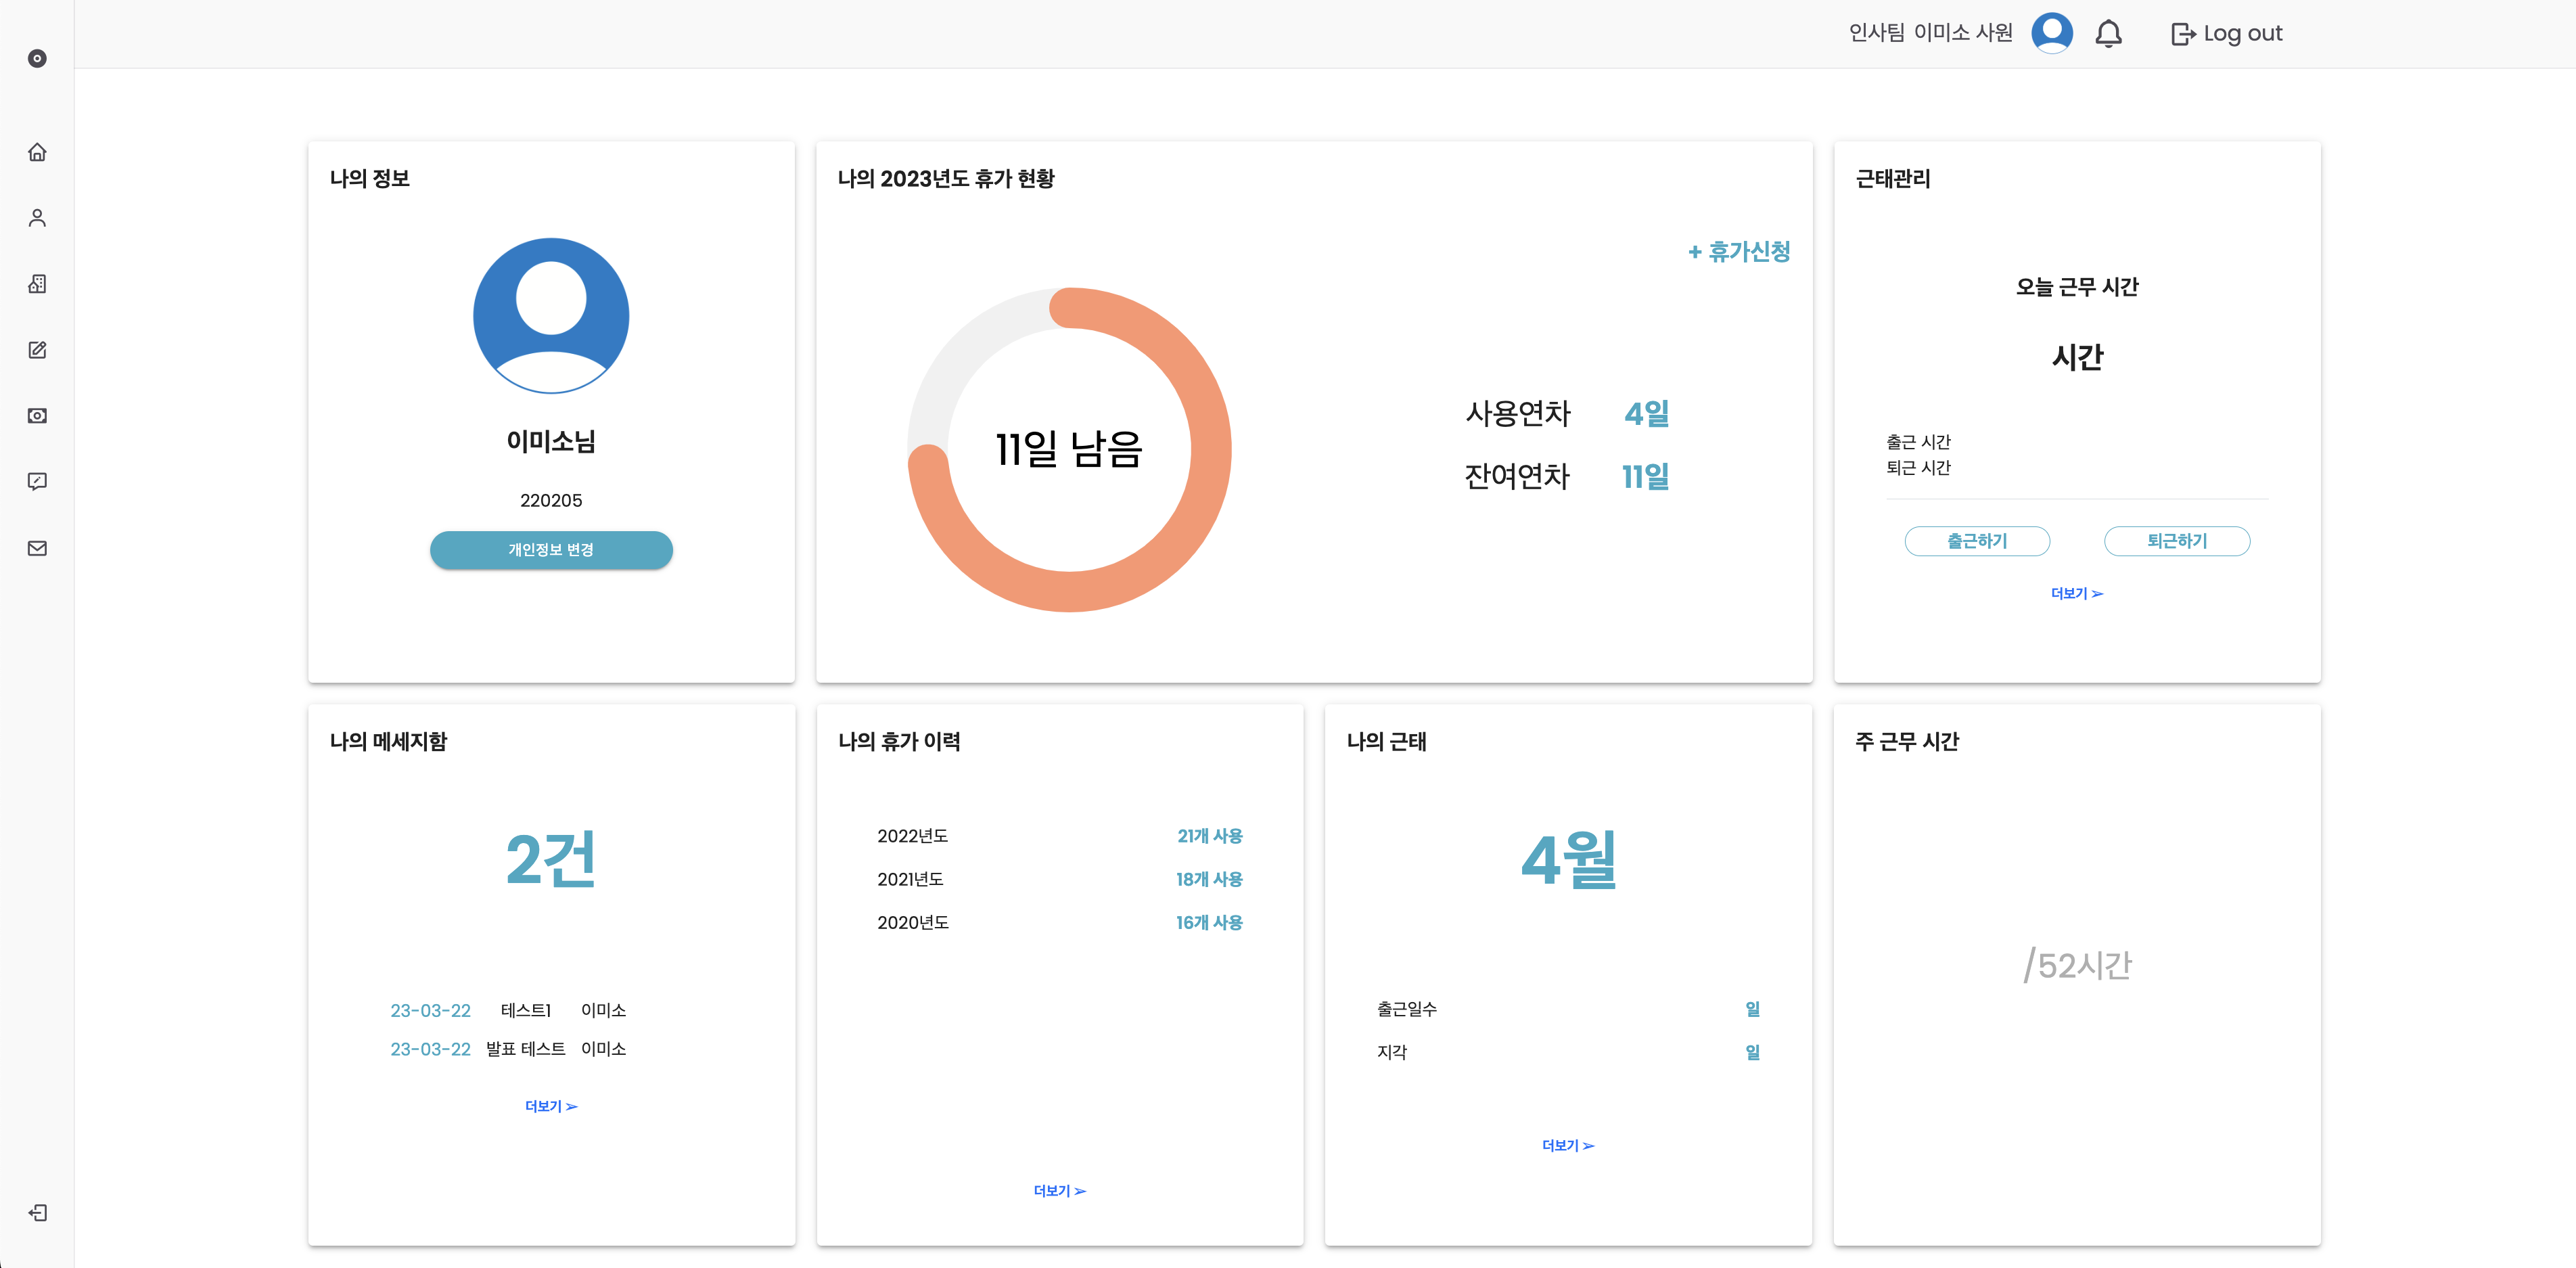 인사팀 이미소 사원
Log out
나의 정보
이미소님
220205
개인정보 변경
나의 2023년도 휴가 현황
+ 휴가신청
11일 남음
사용연차 4일
잔여연차 11일
근태관리
오늘 근무 시간
시간
출근 시간
퇴근 시간
출근하기 퇴근하기
더보기 ➢
나의 메세지함
2건
23-03-22 테스트1 이미소
23-03-22 발표 테스트 이미소
더보기 ➢
나의 휴가 이력
2022년도 21개 사용
2021년도 18개 사용
2020년도 16개 사용
더보기 ➢
나의 근태
4월
출근일수 일
지각 일
더보기 ➢
주 근무 시간
/52시간